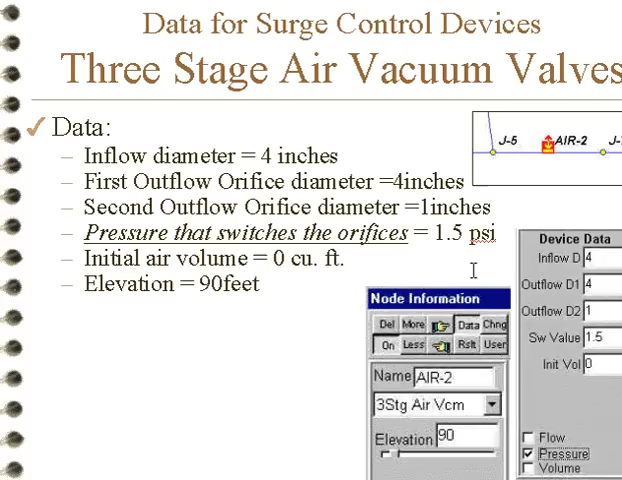 Data for Surge Control Devices
Three Stage Air Vacuum Valves
Data:
– Inflow diameter = 4 inches
– First Outflow Orifice diameter =4inches
– Second Outflow Orifice diameter =1inches
– Pressure that switches the orifices = 1.5 psi
– Initial air volume = 0 cu. ft.
– Elevation = 90feet
J-5 AIR-2 J-
Device Data
Inflow D 4
Outflow D1 4
Outflow D2 1
Sw Value 1.5
Init Vol 0
Flow
Pressure
Volume
Node Information
Del More Data Chng
On Less Rslt User
Name AIR-2
3Stg Air Vcm
Elevation 90